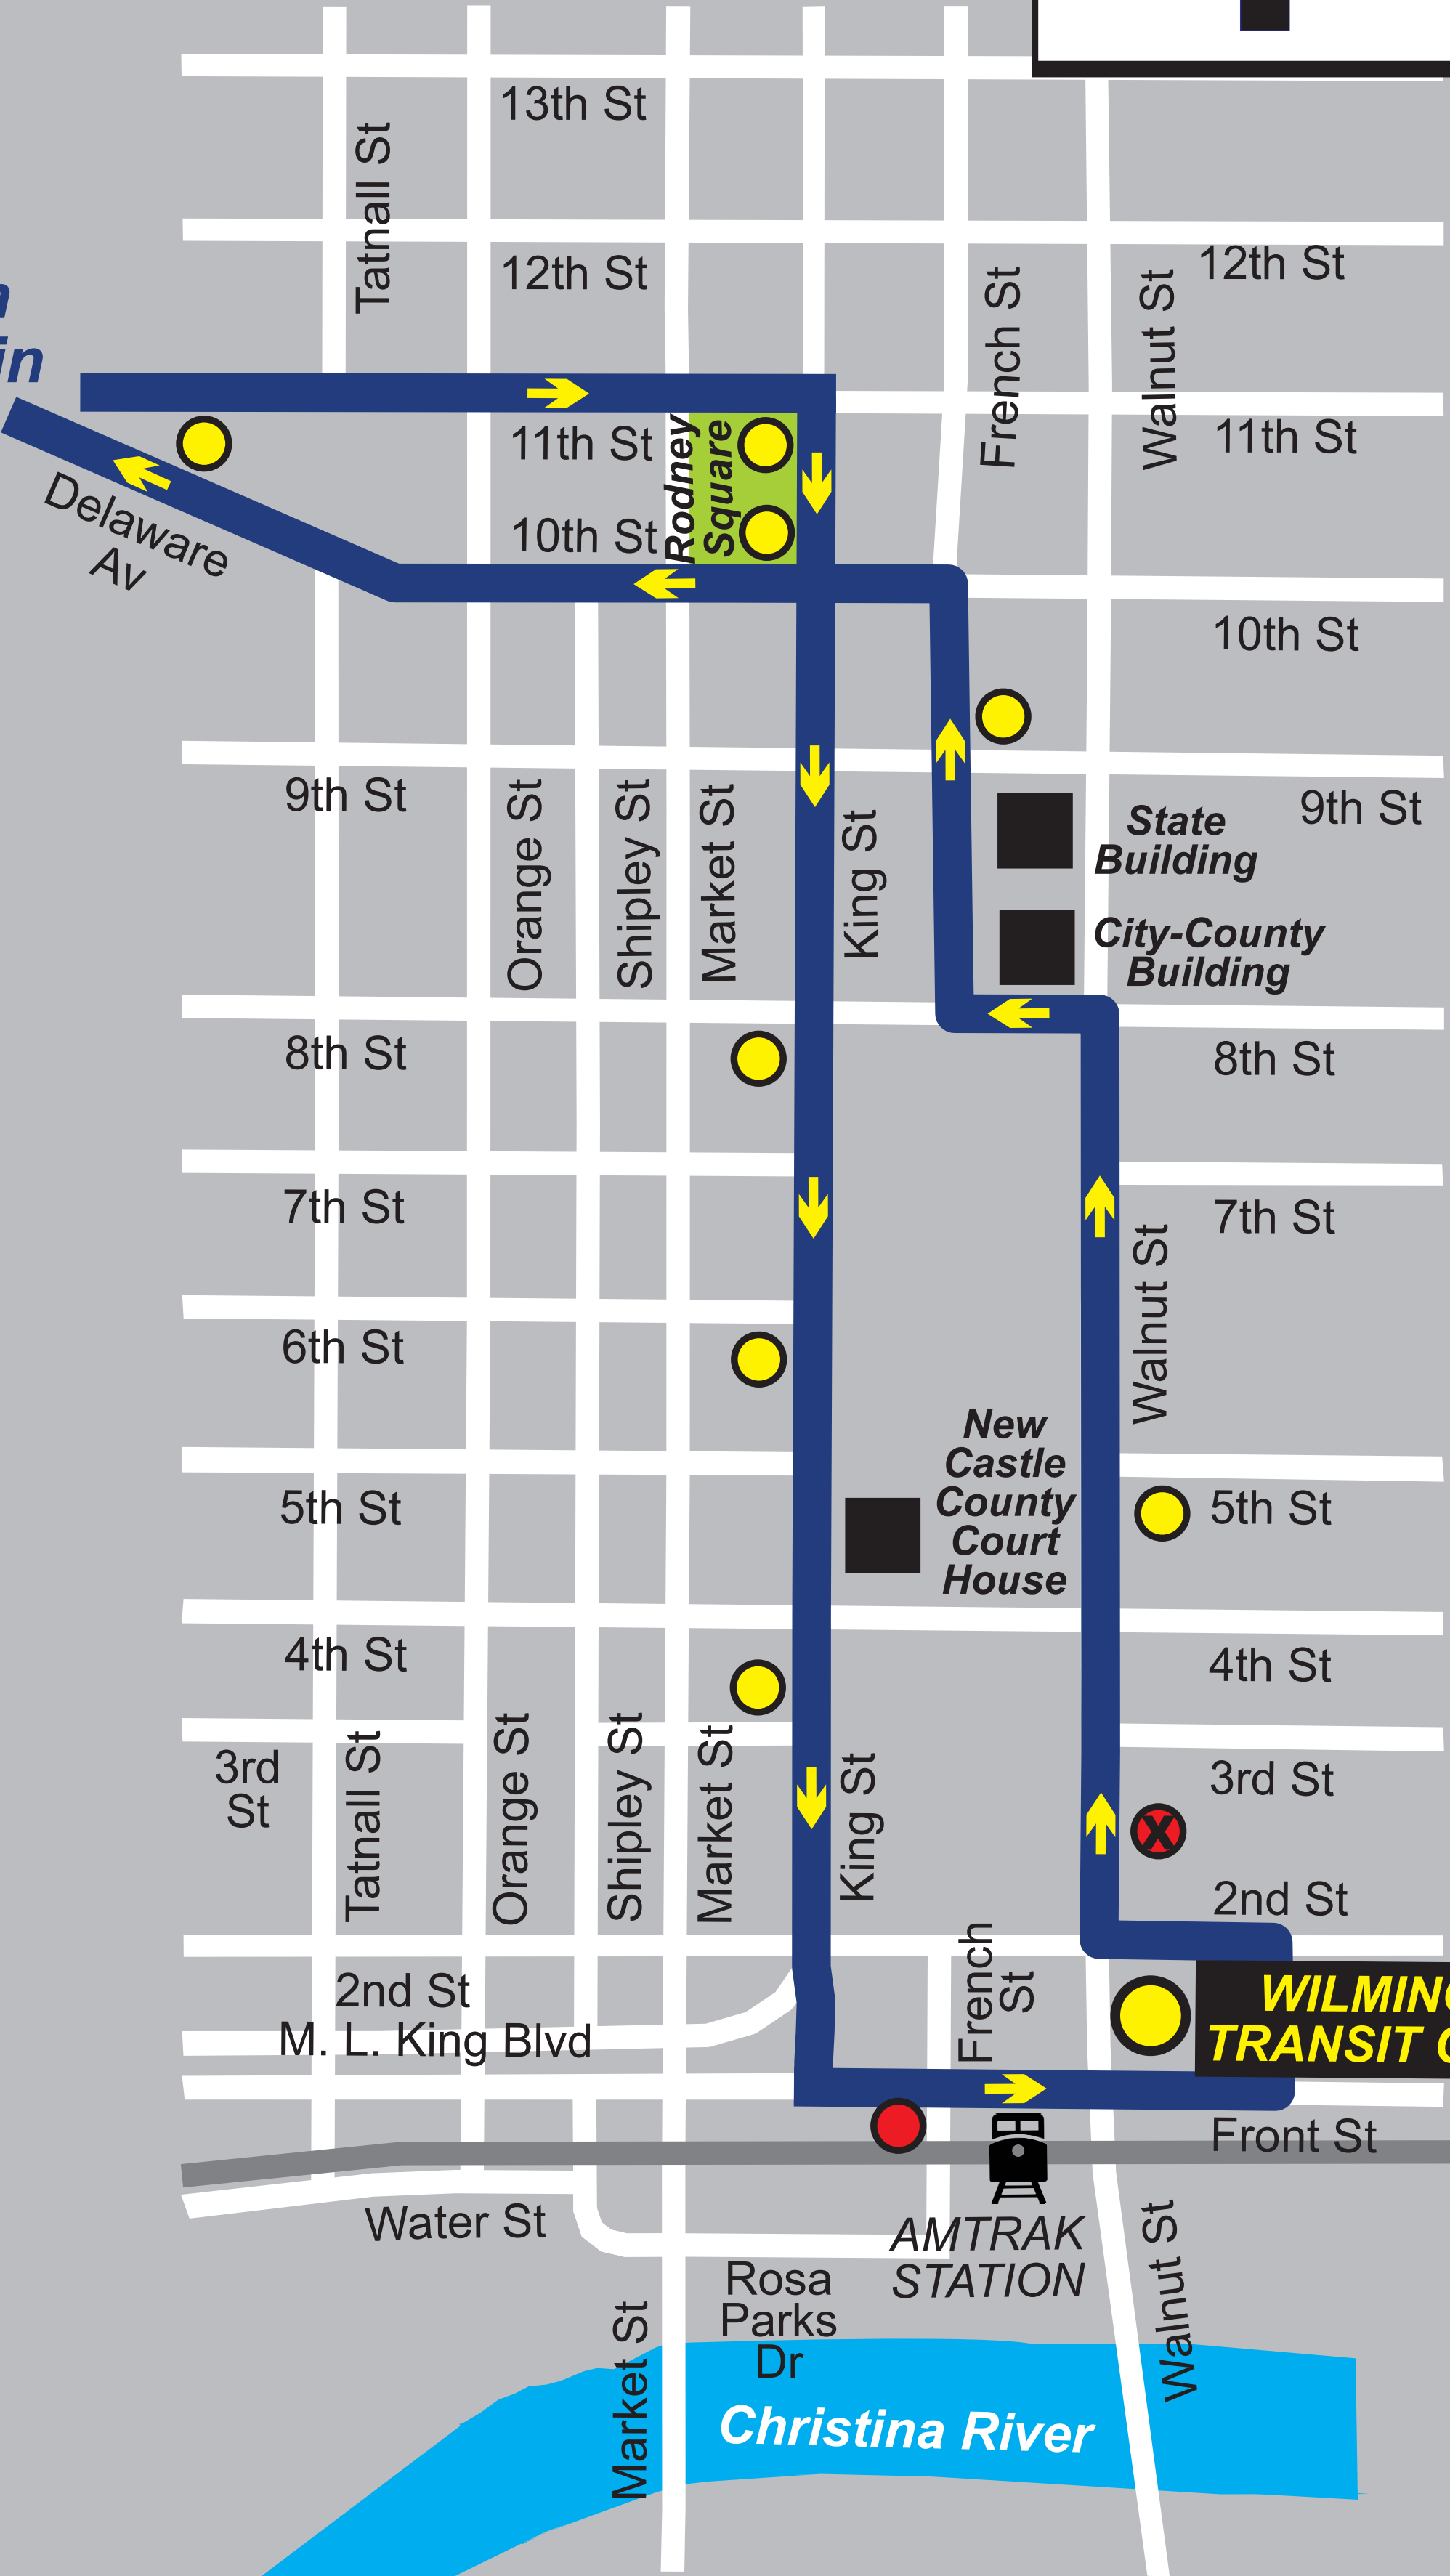 13th St
Tatnall St
12th St
12th St
French St
Walnut St
in
11th St
11th St
Rodney
Square
10th St
Delaware
Av
10th St
9th St
9th St
Orange St
Shipley St
Market St
King St
State
Building
City-County
Building
8th St
8th St
7th St
7th St
Walnut St
6th St
New
Castle
County
Court
House
5th St
5th St
4th St
4th St
3rd
St
3rd St
Tatnall St
Orange St
Shipley St
Market St
King St
X
2nd St
French
St
2nd St
M. L. King Blvd
WILMING
TRANSIT C
Front St
Water St
AMTRAK
STATION
Rosa
Parks
Dr
Market St
Walnut St
Christina River